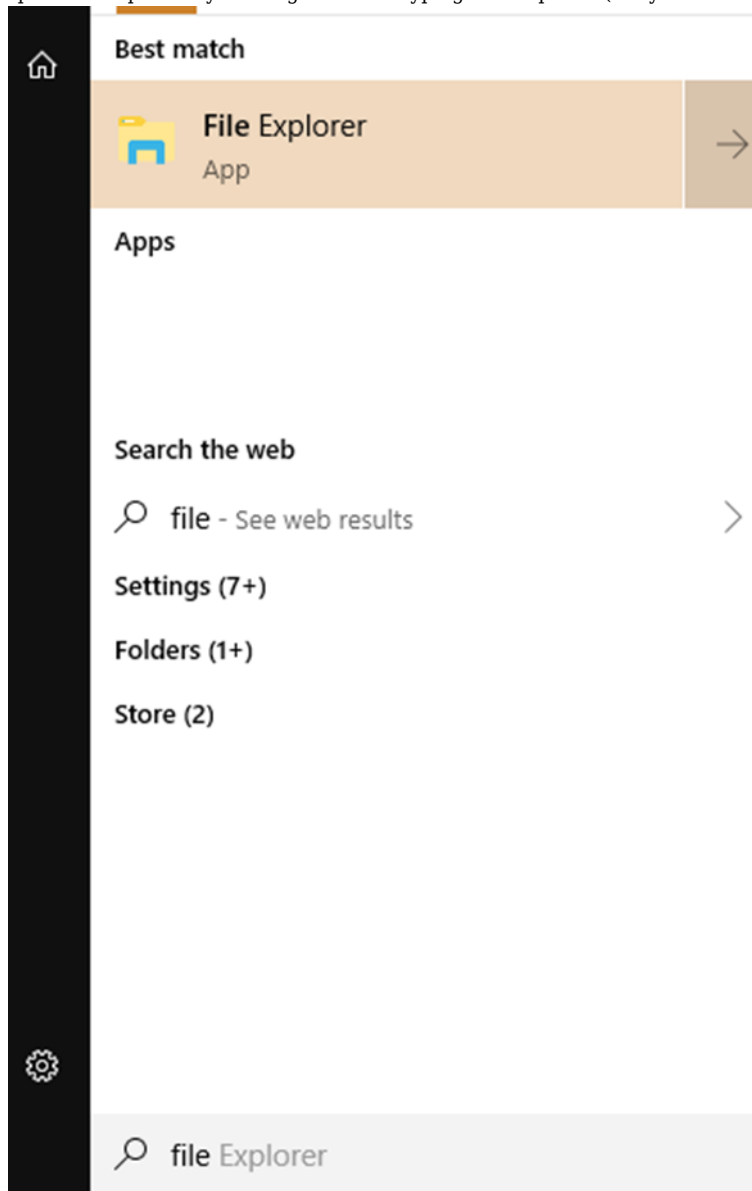 Best match
File Explorer
App
Apps
Search the web
file - See web results
Settings (7+)
Folders (1+)
Store (2)
file Explorer